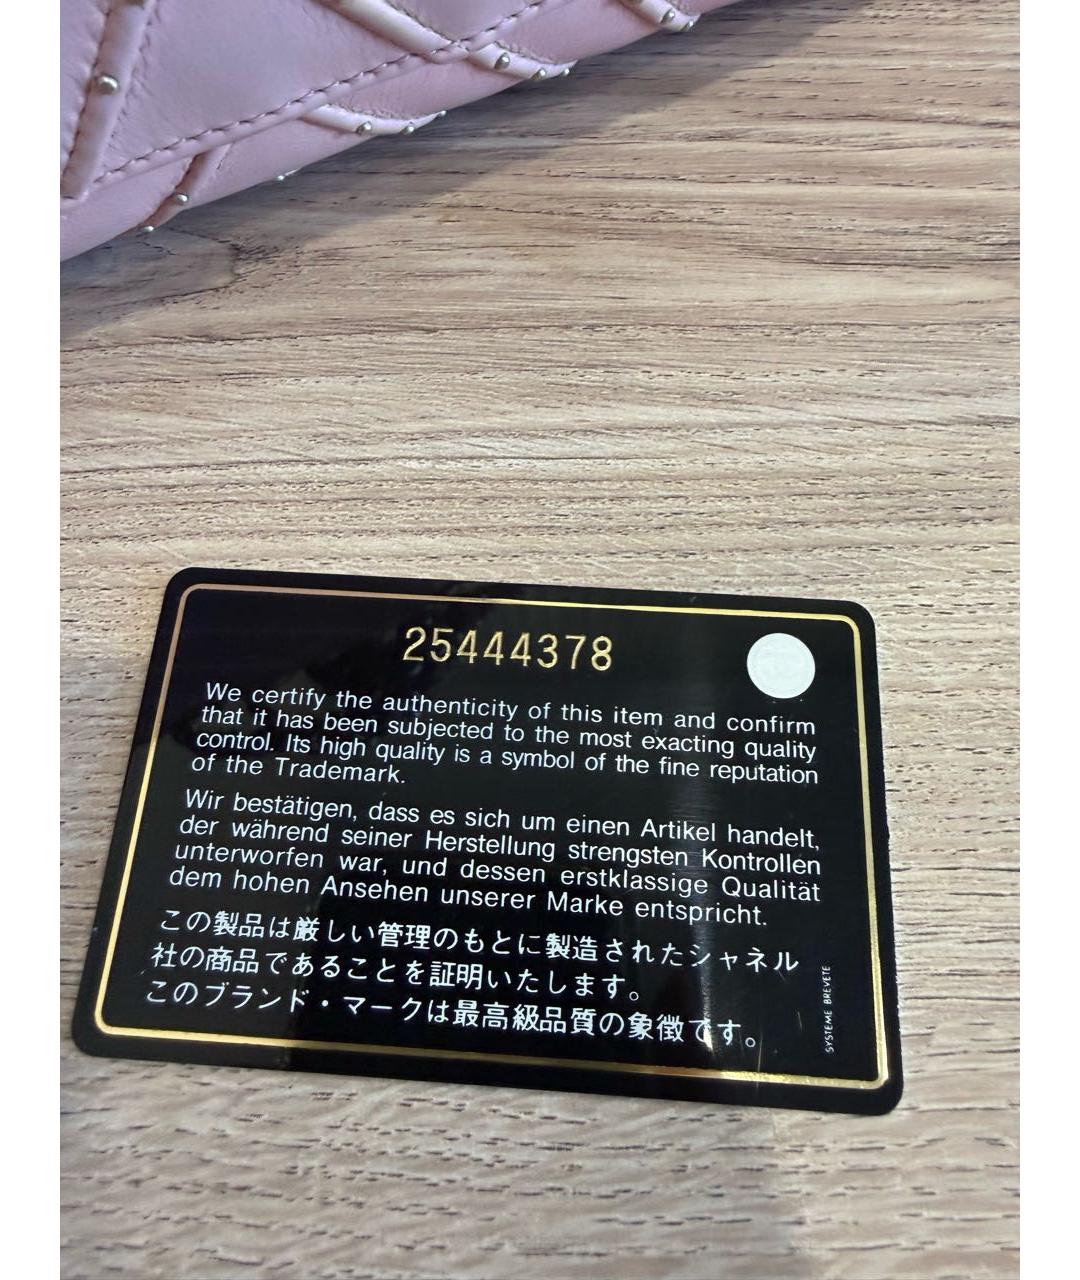 25444378
We certify the authenticity of this item and confirm
that it has been subjected to the most exacting quality
control. Its high quality is a symbol of the fine reputation
of the Trademark.
Wir bestätigen, dass es sich um einen Artikel handelt,
der während seiner Herstellung strengsten Kontrollen
unterworfen war, und dessen erstklassige Qualität
dem hohen Ansehen unserer Marke entspricht.
この製品は厳しい管理のもとに製造されたシャネル
社の商品であることを証明いたします。
このブランド・マークは最高級品質の象徴です。
SYSTEME BREVETE